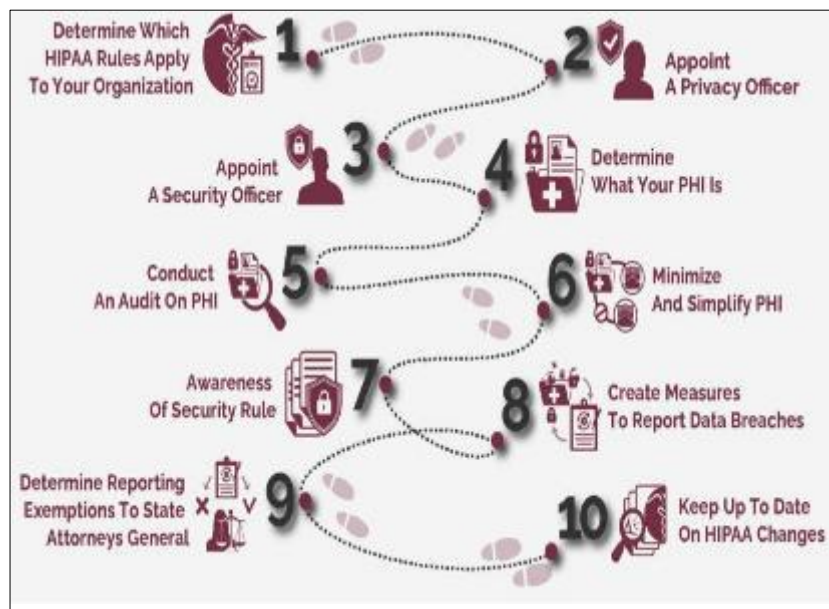 Determine Which
HIPAA Rules Apply
To Your Organization
1
2
Appoint
A Privacy Officer
Appoint
A Security Officer
3
4
Determine
What Your PHI Is
Conduct
An Audit On PHI
5
6
Minimize
And Simplify PHI
Awareness
Of Security Rule
7
8
Create Measures
To Report Data Breaches
Determine Reporting
Exemptions To State
Attorneys General
9
10
Keep Up To Date
On HIPAA Changes